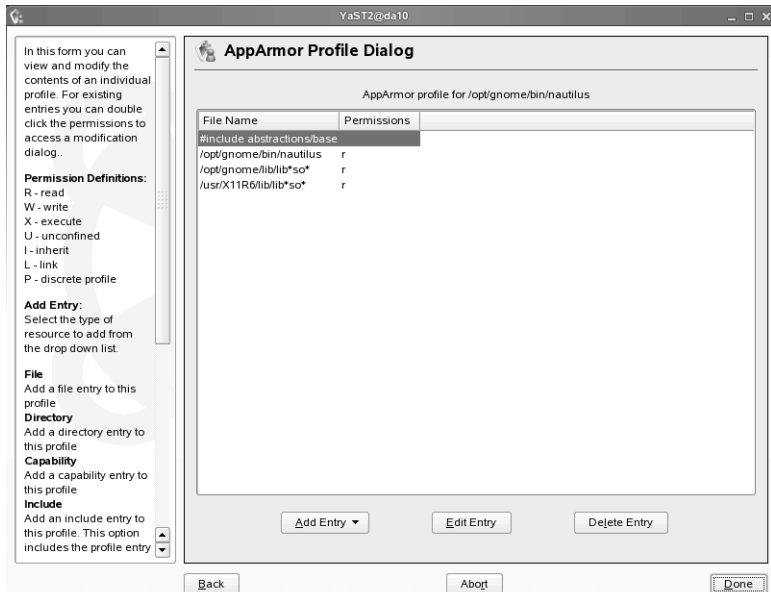 YaST2@da10
In this form you can
view and modify the
contents of an individual
profile. For existing
entries you can double
click the permissions to
access a modification
dialog..
Permission Definitions:
R - read
W - write
X - execute
U - unconfined
I - inherit
L - link
P - discrete profile
Add Entry:
Select the type of
resource to add from
the drop down list.
File
Add a file entry to this
profile
Directory
Add a directory entry to
this profile
Capability
Add a capability entry to
this profile
Include
Add an include entry to
this profile. This option
includes the profile entry
AppArmor Profile Dialog
AppArmor profile for /opt/gnome/bin/nautilus
File Name Permissions
#include abstractions/base
/opt/gnome/bin/nautilus r
/opt/gnome/lib/lib*so* r
/usr/X11R6/lib/lib*so* r
Add Entry Edit Entry Delete Entry
Back Abort Done